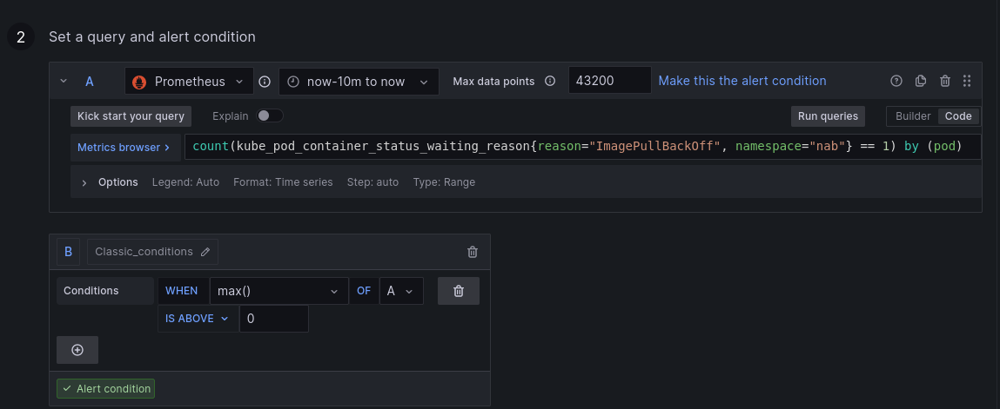 2 Set a query and alert condition
A Prometheus now-10m to now Max data points 43200 Make this the alert condition
Kick start your query Explain Run queries Builder Code
Metrics browser > count(kube_pod_container_status_waiting_reason{reason="ImagePullBackOff", namespace="nab"} == 1) by (pod)
> Options Legend: Auto Format: Time series Step: auto Type: Range
B Classic_conditions
Conditions WHEN max() OF A
IS ABOVE 0
Alert condition